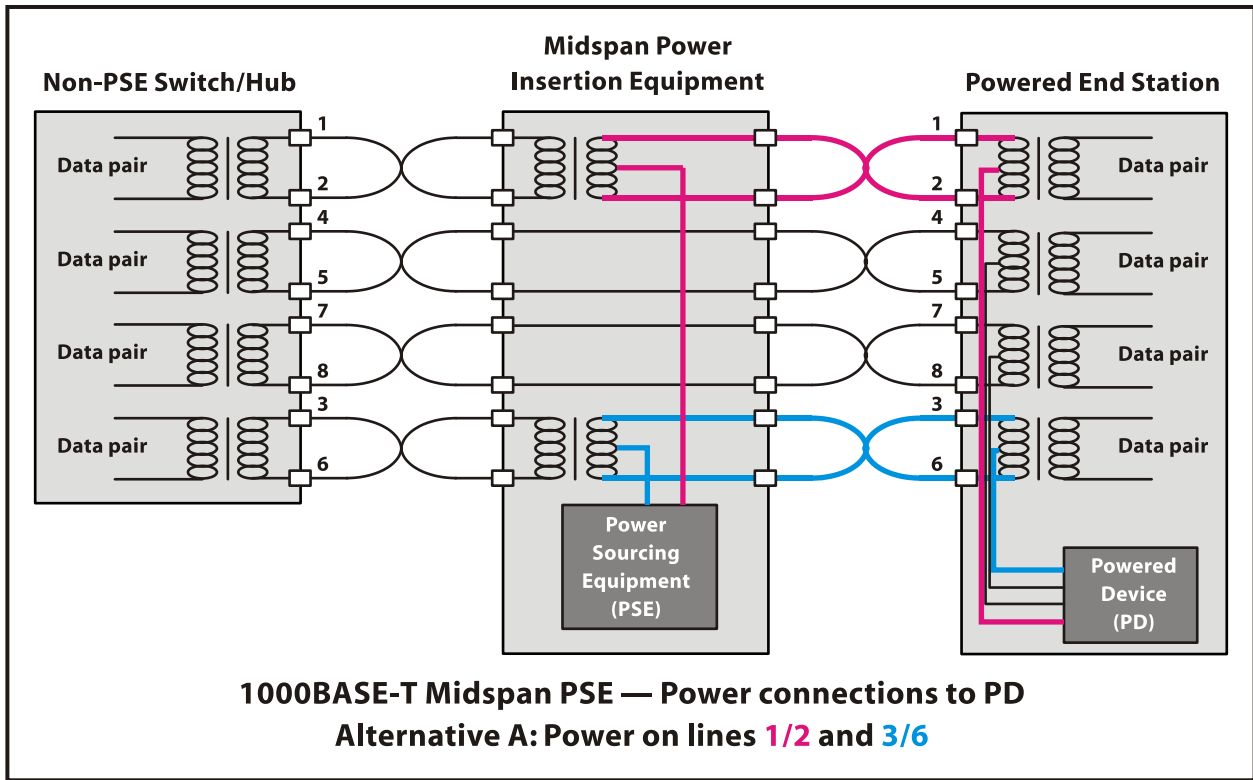 Midspan Power
Insertion Equipment
Non-PSE Switch/Hub
Powered End Station
1
Data pair
2
4
Data pair
5
7
Data pair
8
3
Data pair
6
1
Data pair
2
4
Data pair
5
7
Data pair
8
3
Data pair
6
Power
Sourcing
Equipment
(PSE)
Powered
Device
(PD)
1000BASE-T Midspan PSE — Power connections to PD
Alternative A: Power on lines 1/2 and 3/6